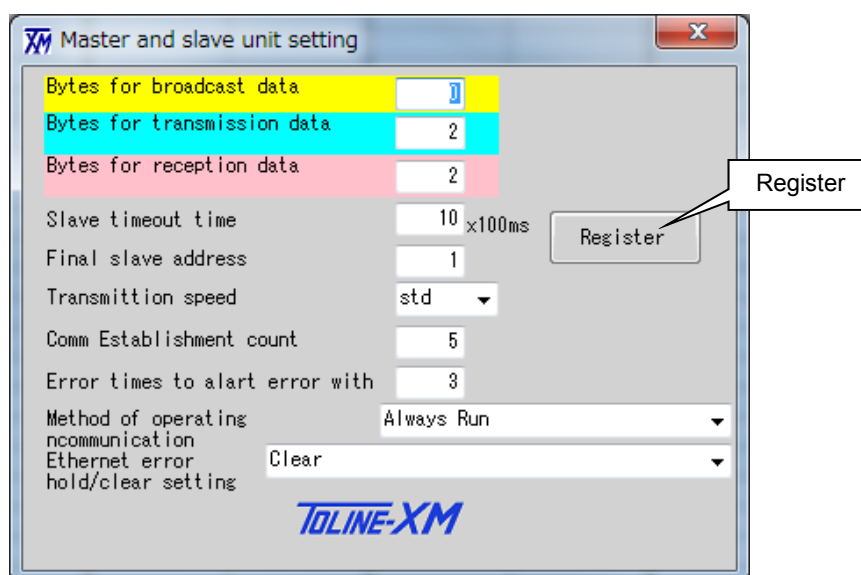 XM Master and slave unit setting
x
Bytes for broadcast data 0
Bytes for transmission data 2
Bytes for reception data 2
Register
Slave timeout time 10 x100ms
Register
Final slave address 1
Transmittion speed std
Comm Establishment count 5
Error times to alart error with 3
Method of operating Always Run
ncommunication
Ethernet error Clear
hold/clear setting
TOLINE-XM